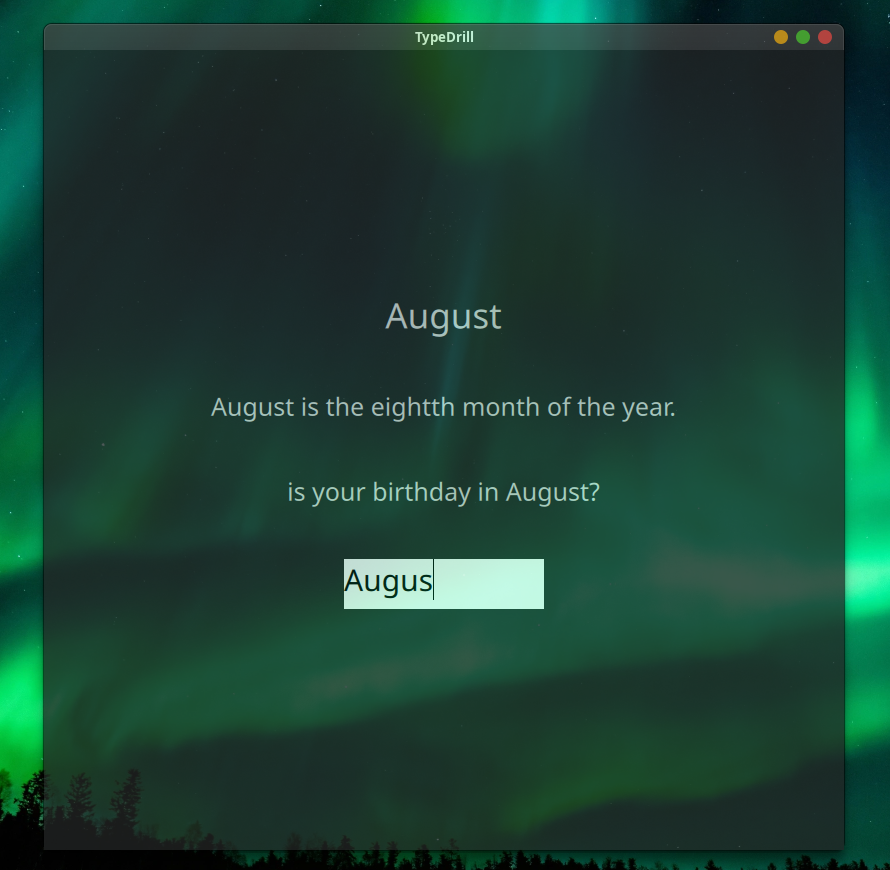 TypeDrill
August
August is the eightth month of the year.
is your birthday in August?
Augus